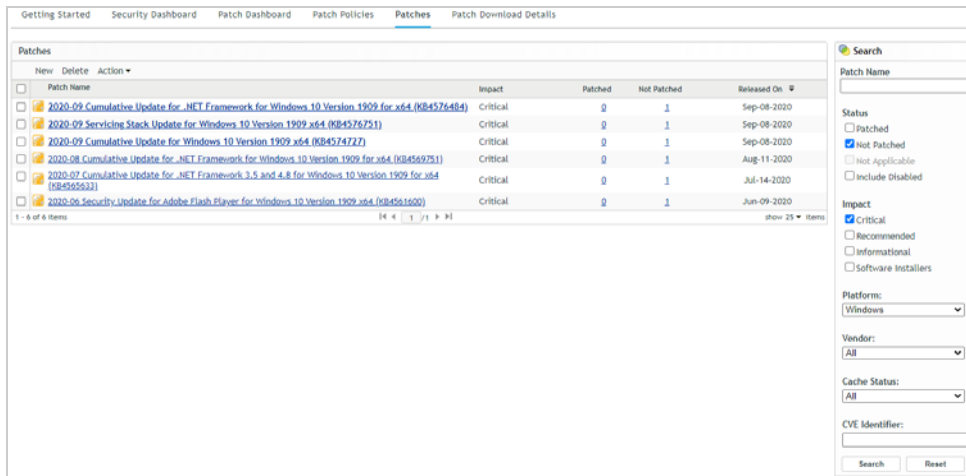 Getting Started Security Dashboard Patch Dashboard Patch Policies Patches Patch Download Details
Patches
New Delete Action
Patch Name Impact Patched Not Patched Released On
2020-09 Cumulative Update for .NET Framework for Windows 10 Version 1909 for x64 (KB4576484) Critical 0 1 Sep-08-2020
2020-09 Servicing Stack Update for Windows 10 Version 1909 x64 (KB4576751) Critical 0 1 Sep-08-2020
2020-09 Cumulative Update for Windows 10 Version 1909 x64 (KB4574727) Critical 0 1 Sep-08-2020
2020-08 Cumulative Update for .NET Framework for Windows 10 Version 1909 for x64 (KB4569751) Critical 0 1 Aug-11-2020
2020-07 Cumulative Update for .NET Framework 3.5 and 4.8 for Windows 10 Version 1909 for x64
(KB4565633) Critical 0 1 Jul-14-2020
2020-06 Security Update for Adobe Flash Player for Windows 10 Version 1909 x64 (KB4561600) Critical 0 1 Jun-09-2020
1 - 6 of 6 items 1 /1 show 25 items
Search
Patch Name
Status
Patched
Not Patched
Not Applicable
Include Disabled
Impact
Critical
Recommended
Informational
Software Installers
Platform:
Windows
Vendor:
All
Cache Status:
All
CVE Identifier:
Search Reset